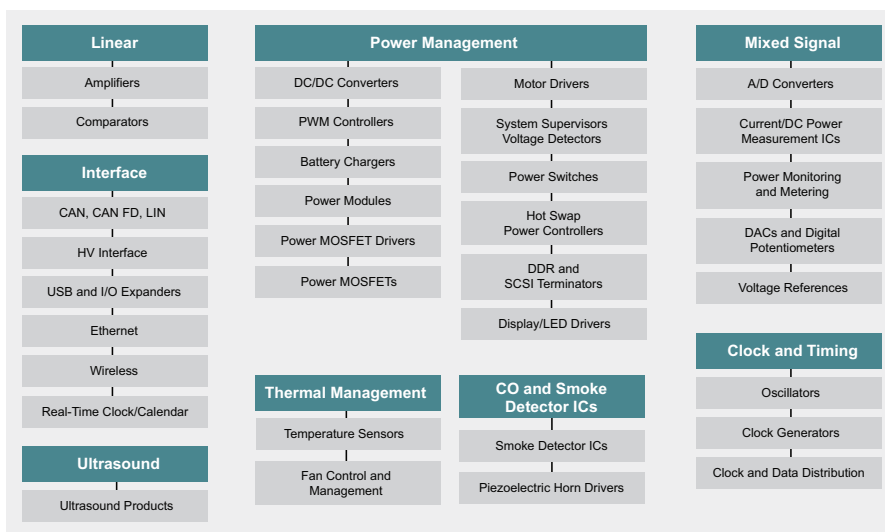 Linear
Amplifiers
Comparators
Interface
CAN, CAN FD, LIN
HV Interface
USB and I/O Expanders
Ethernet
Wireless
Real-Time Clock/Calendar
Ultrasound
Ultrasound Products
Power Management
DC/DC Converters
PWM Controllers
Battery Chargers
Power Modules
Power MOSFET Drivers
Power MOSFETs
Motor Drivers
System Supervisors
Voltage Detectors
Power Switches
Hot Swap
Power Controllers
DDR and
SCSI Terminators
Display/LED Drivers
Thermal Management
Temperature Sensors
Fan Control and
Management
CO and Smoke
Detector ICs
Smoke Detector ICs
Piezoelectric Horn Drivers
Mixed Signal
A/D Converters
Current/DC Power
Measurement ICs
Power Monitoring
and Metering
DACs and Digital
Potentiometers
Voltage References
Clock and Timing
Oscillators
Clock Generators
Clock and Data Distribution